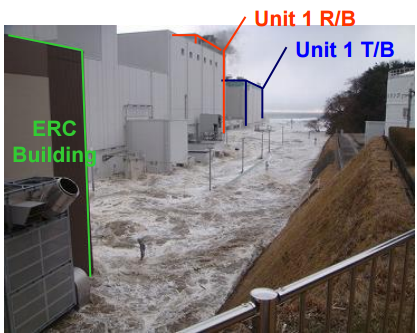 Unit 1 R/B
Unit 1 T/B
ERC
Building